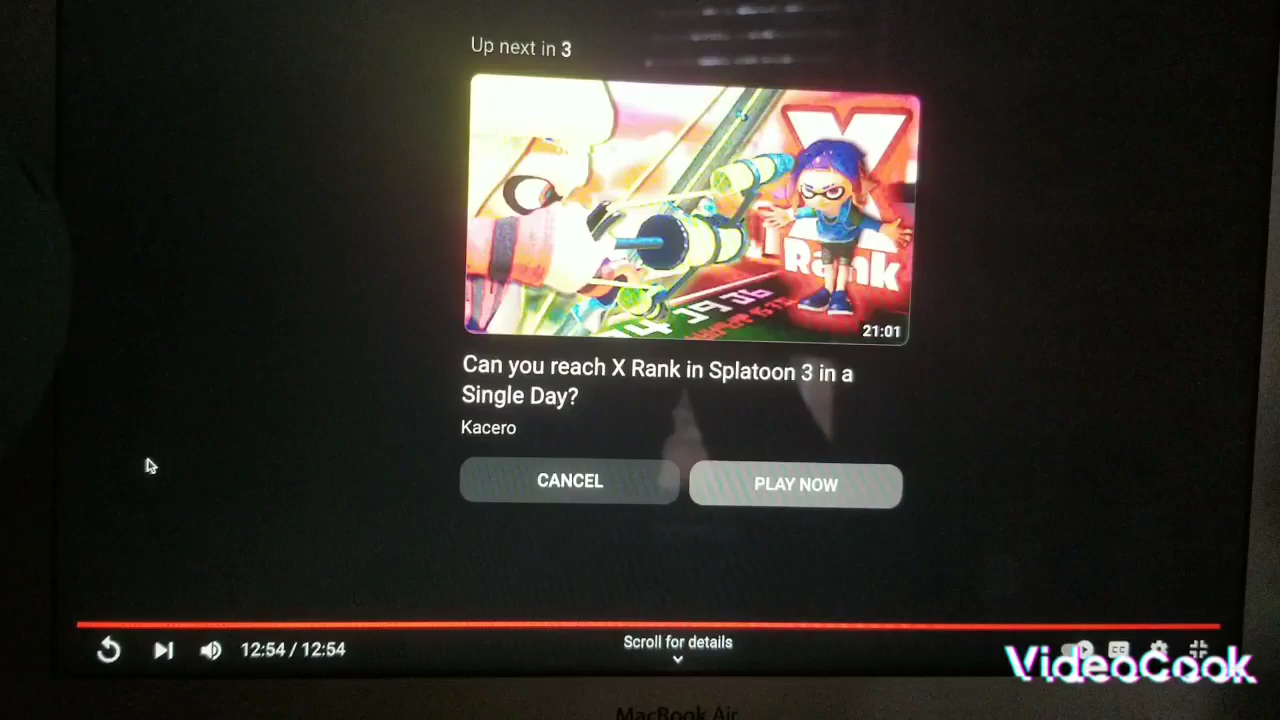 Up next in 3
X
Rank
21:01
Can you reach X Rank in Splatoon 3 in a
Single Day?
Kacero
CANCEL
PLAY NOW
12:54 / 12:54
Scroll for details
CC
VideoCook
MacBook Air